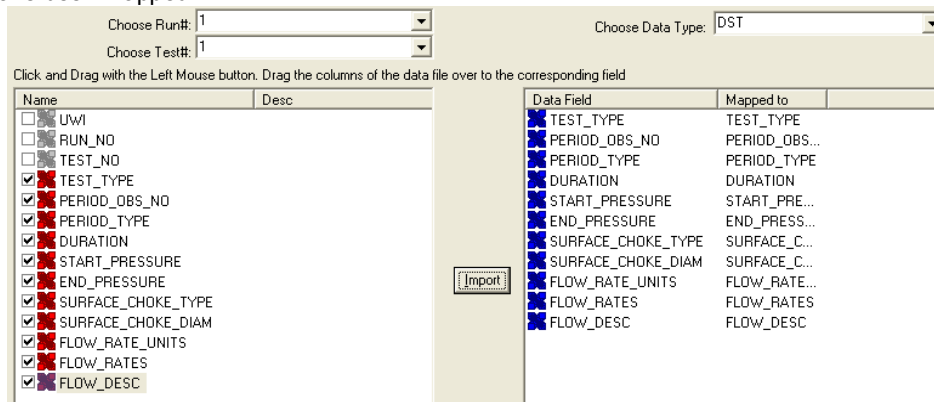 Choose Run#: 1
Choose Data Type: DST
Choose Test#: 1
Click and Drag with the Left Mouse button. Drag the columns of the data file over to the corresponding field
Name Desc
UWI
RUN_NO
TEST_NO
TEST_TYPE
PERIOD_OBS_NO
PERIOD_TYPE
DURATION
START_PRESSURE
END_PRESSURE
SURFACE_CHOKE_TYPE
SURFACE_CHOKE_DIAM
FLOW_RATE_UNITS
FLOW_RATES
FLOW_DESC
Import
Data Field Mapped to
TEST_TYPE TEST_TYPE
PERIOD_OBS_NO PERIOD_OBS...
PERIOD_TYPE PERIOD_TYPE
DURATION DURATION
START_PRESSURE START_PRE...
END_PRESSURE END_PRESS...
SURFACE_CHOKE_TYPE SURFACE_C...
SURFACE_CHOKE_DIAM SURFACE_C...
FLOW_RATE_UNITS FLOW_RATE...
FLOW_RATES FLOW_RATES
FLOW_DESC FLOW_DESC